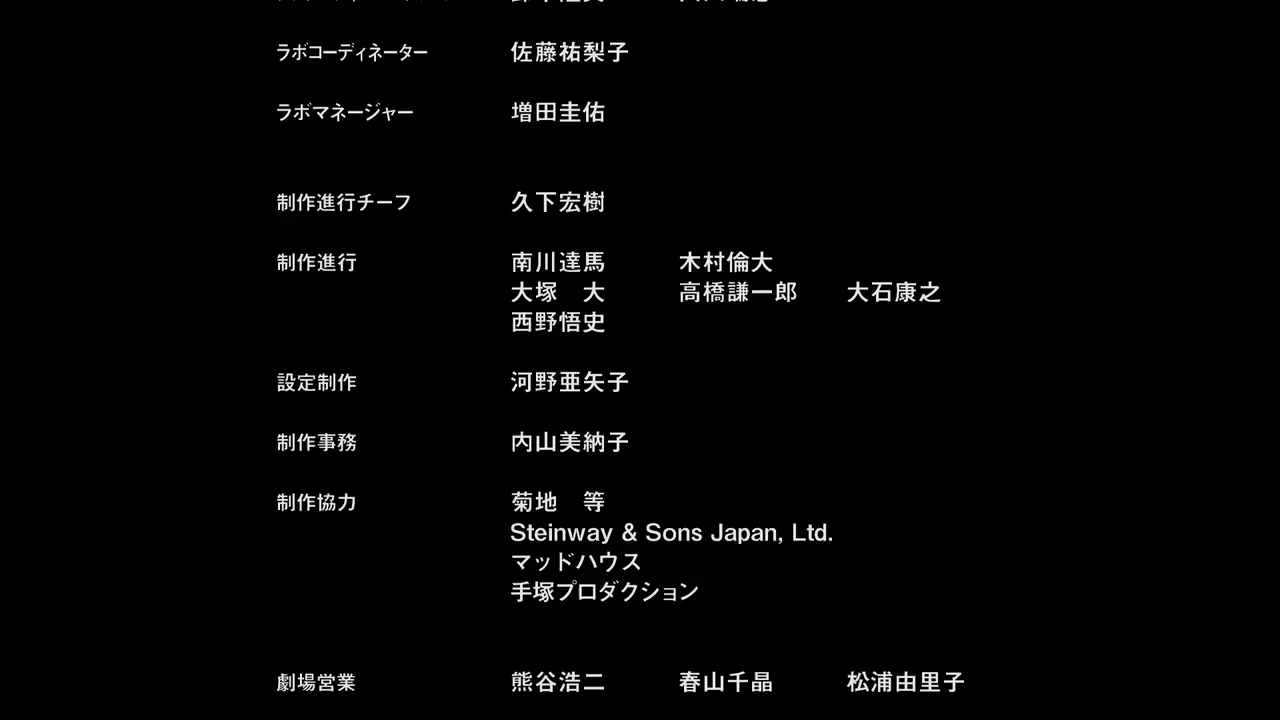 ラボコーディネーター 佐藤祐梨子
ラボマネージャー 増田圭佑
制作進行チーフ 久下宏樹
制作進行 南川達馬 木村倫大
大塚　大 高橋謙一郎 大石康之
西野悟史
設定制作 河野亜矢子
制作事務 内山美納子
制作協力 菊地　等
Steinway & Sons Japan, Ltd.
マッドハウス
手塚プロダクション
劇場営業 熊谷浩二 春山千晶 松浦由里子